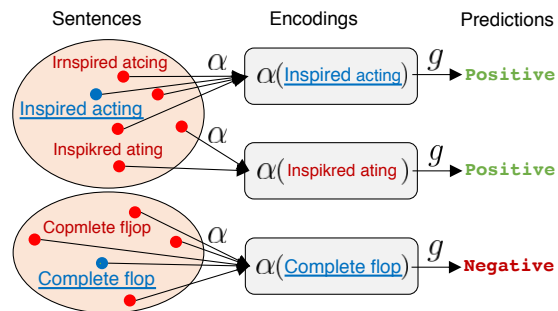 Sentences Encodings Predictions
Irnspired atcing
α α(Inspired acting) g Positive
Inspired acting
α
Inspikred ating α(Inspikred ating) g Positive
Copmlete fljop
α α(Complete flop) g Negative
Complete flop